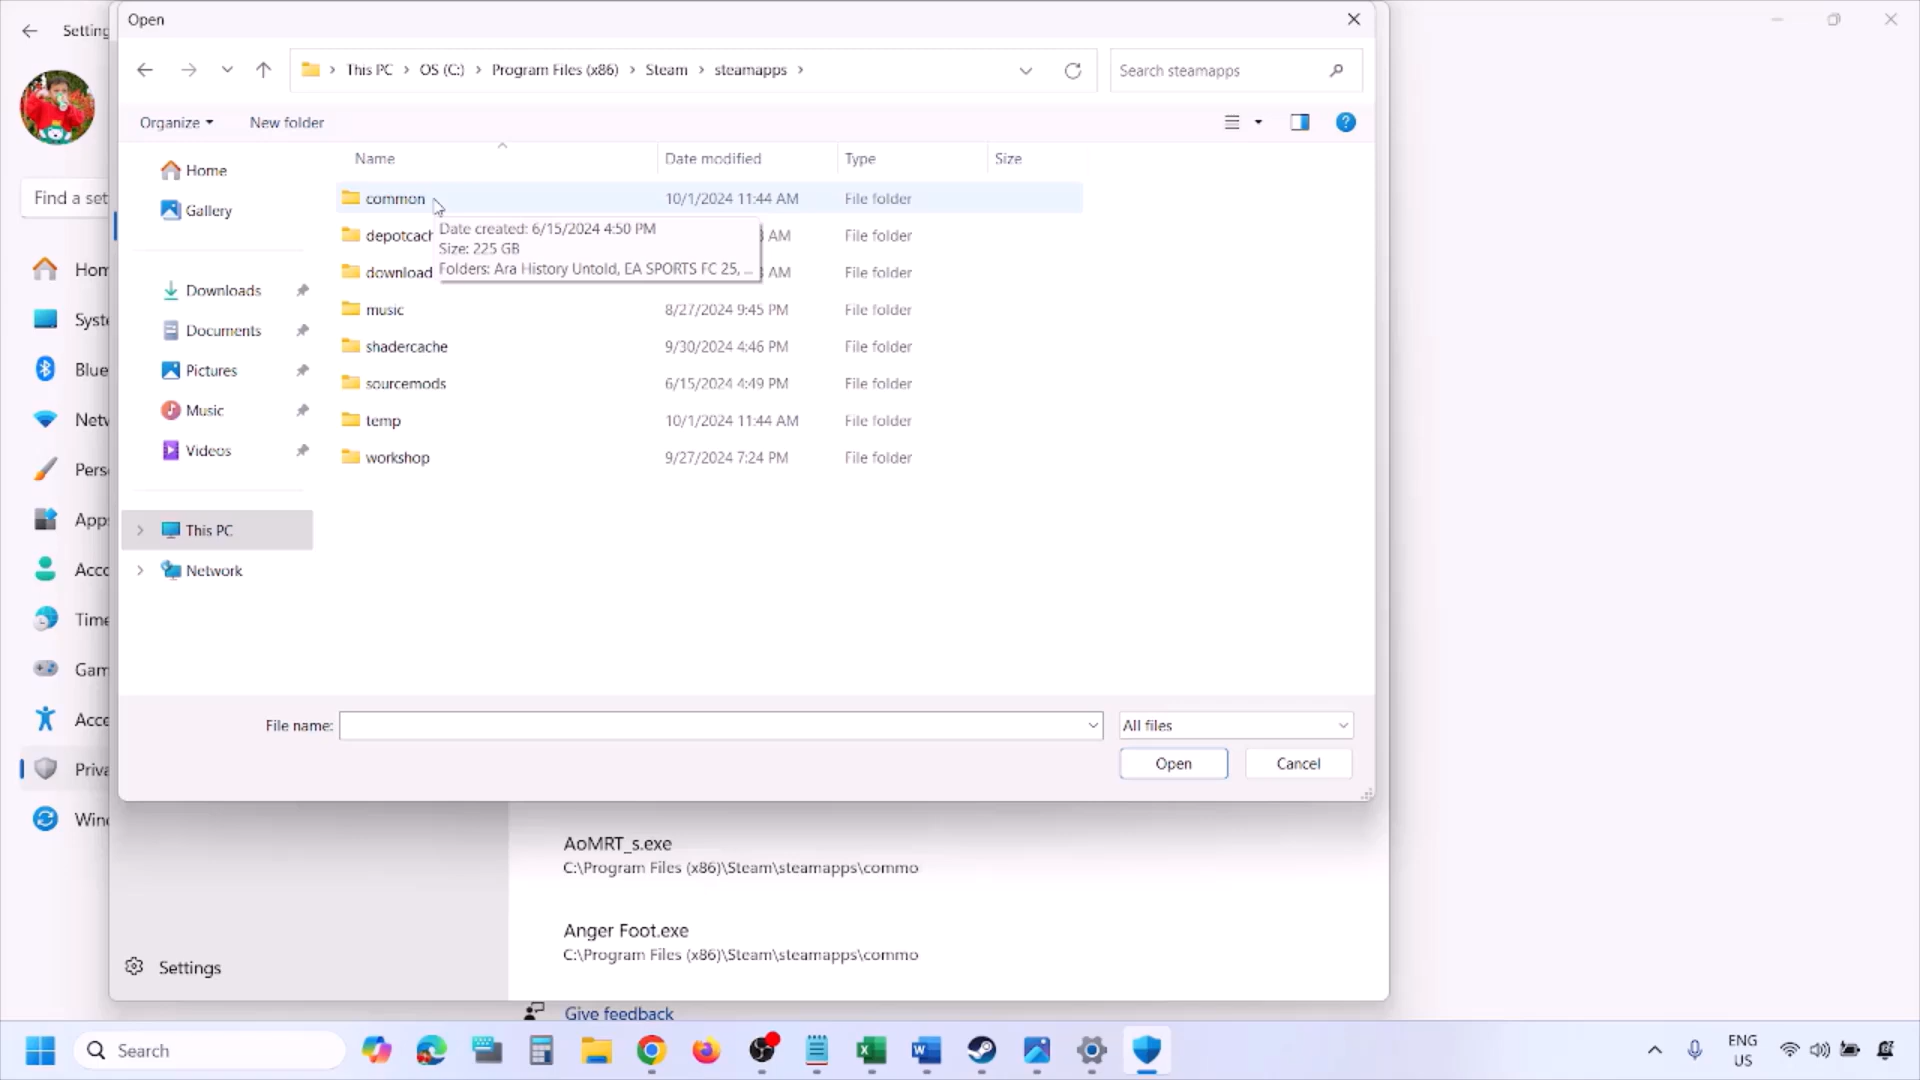 Open
Setting
This PC > OS (C:) > Program Files (x86) > Steam > steamapps >
Search steamapps
Organize
New folder
Name
Date modified
Type
Size
Home
Gallery
Downloads
Documents
Pictures
Music
Videos
This PC
Network
Find a set
Hom
Syste
Blue
Netw
Pers
Apps
Acco
Time
Gam
Acce
Priva
Wind
common 10/1/2024 11:44 AM File folder
Date created: 6/15/2024 4:50 PM
Size: 225 GB
Folders: Ara History Untold, EA SPORTS FC 25, ...
depotcach AM File folder
download AM File folder
music 8/27/2024 9:45 PM File folder
shadercache 9/30/2024 4:46 PM File folder
sourcemods 6/15/2024 4:49 PM File folder
temp 10/1/2024 11:44 AM File folder
workshop 9/27/2024 7:24 PM File folder
File name:
All files
Open
Cancel
AoMRT_s.exe
C:\Program Files (x86)\Steam\steamapps\commo
Anger Foot.exe
C:\Program Files (x86)\Steam\steamapps\commo
Settings
Give feedback
Search
ENG
US